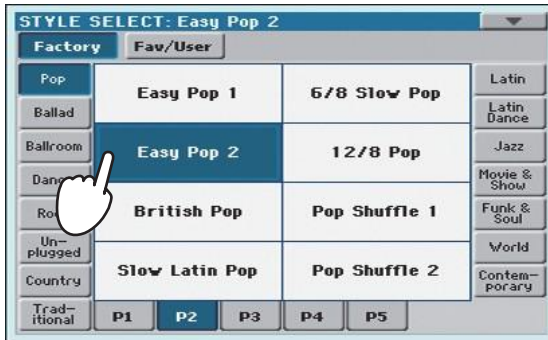 STYLE SELECT: Easy Pop 2
Factory
Fav/User
Pop
Ballad
Ballroom
Un-
plugged
Country
Trad-
itional
Easy Pop 1
6/8 Slow Pop
Easy Pop 2
12/8 Pop
British Pop
Pop Shuffle 1
Slow Latin Pop
Pop Shuffle 2
Latin
Latin
Dance
Jazz
Movie &
Show
Funk &
Soul
World
Contem-
porary
P1
P2
P3
P4
P5